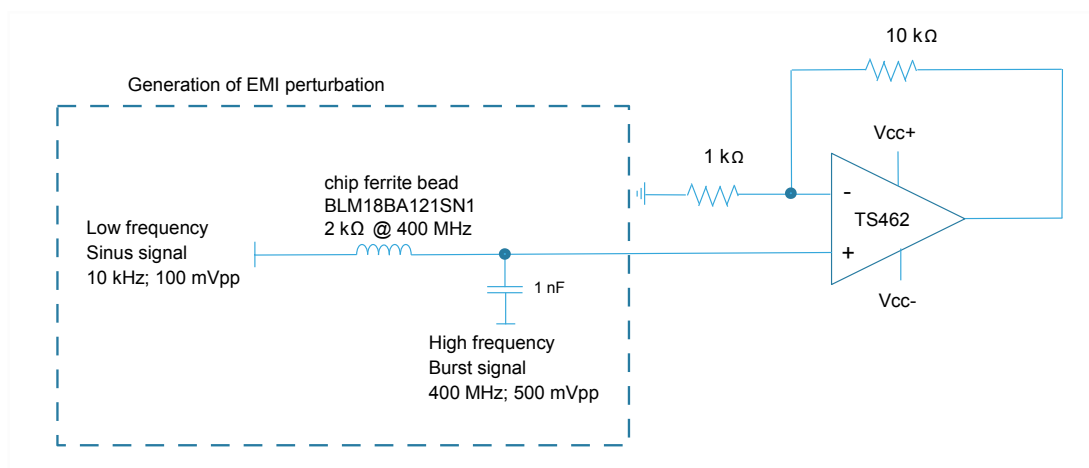 10 kΩ
Generation of EMI perturbation
Vcc+
1 kΩ
chip ferrite bead
BLM18BA121SN1
2 kΩ @ 400 MHz
-
TS462
+
Low frequency
Sinus signal
10 kHz; 100 mVpp
1 nF
Vcc-
High frequency
Burst signal
400 MHz; 500 mVpp